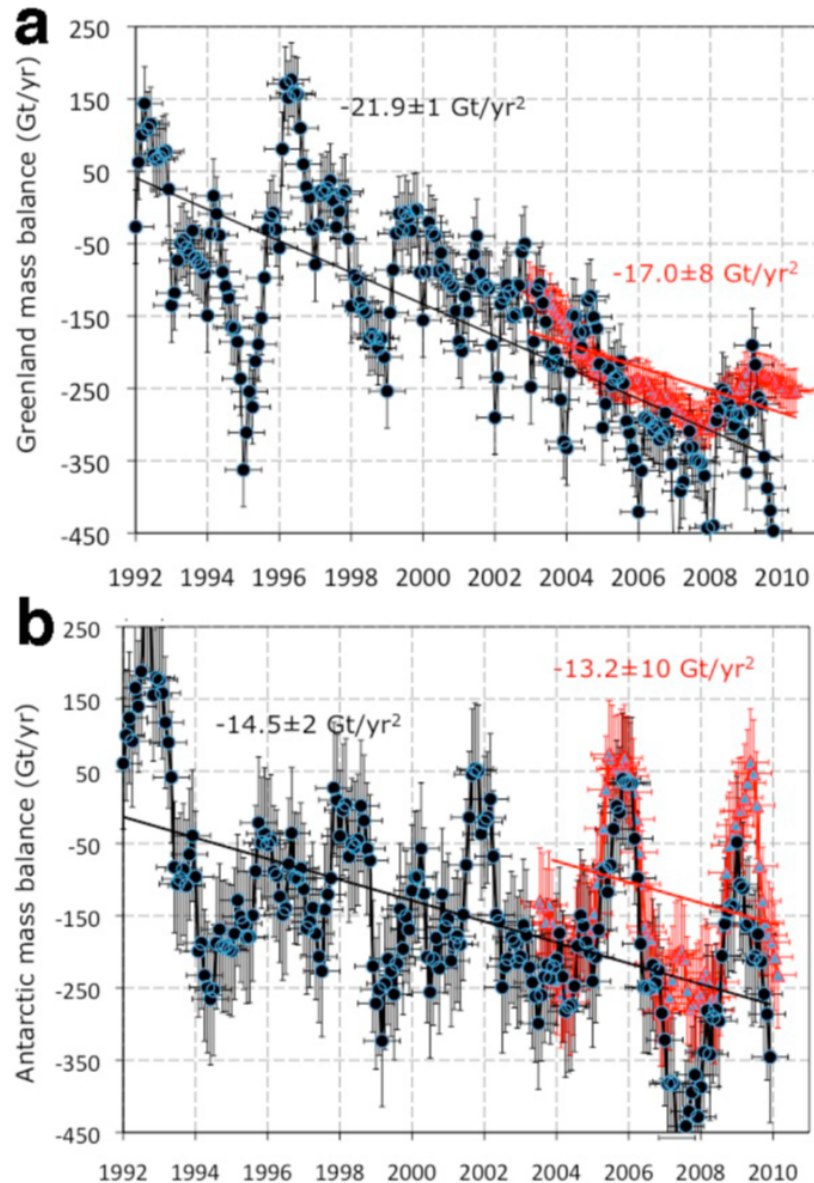 a
Greenland mass balance (Gt/yr)
250
150
50
-50
-150
-250
-350
-450
-21.9±1 Gt/yr²
-17.0±8 Gt/yr²
1992 1994 1996 1998 2000 2002 2004 2006 2008 2010
b
Antarctic mass balance (Gt/yr)
250
150
50
-50
-150
-250
-350
-450
-13.2±10 Gt/yr²
-14.5±2 Gt/yr²
1992 1994 1996 1998 2000 2002 2004 2006 2008 2010